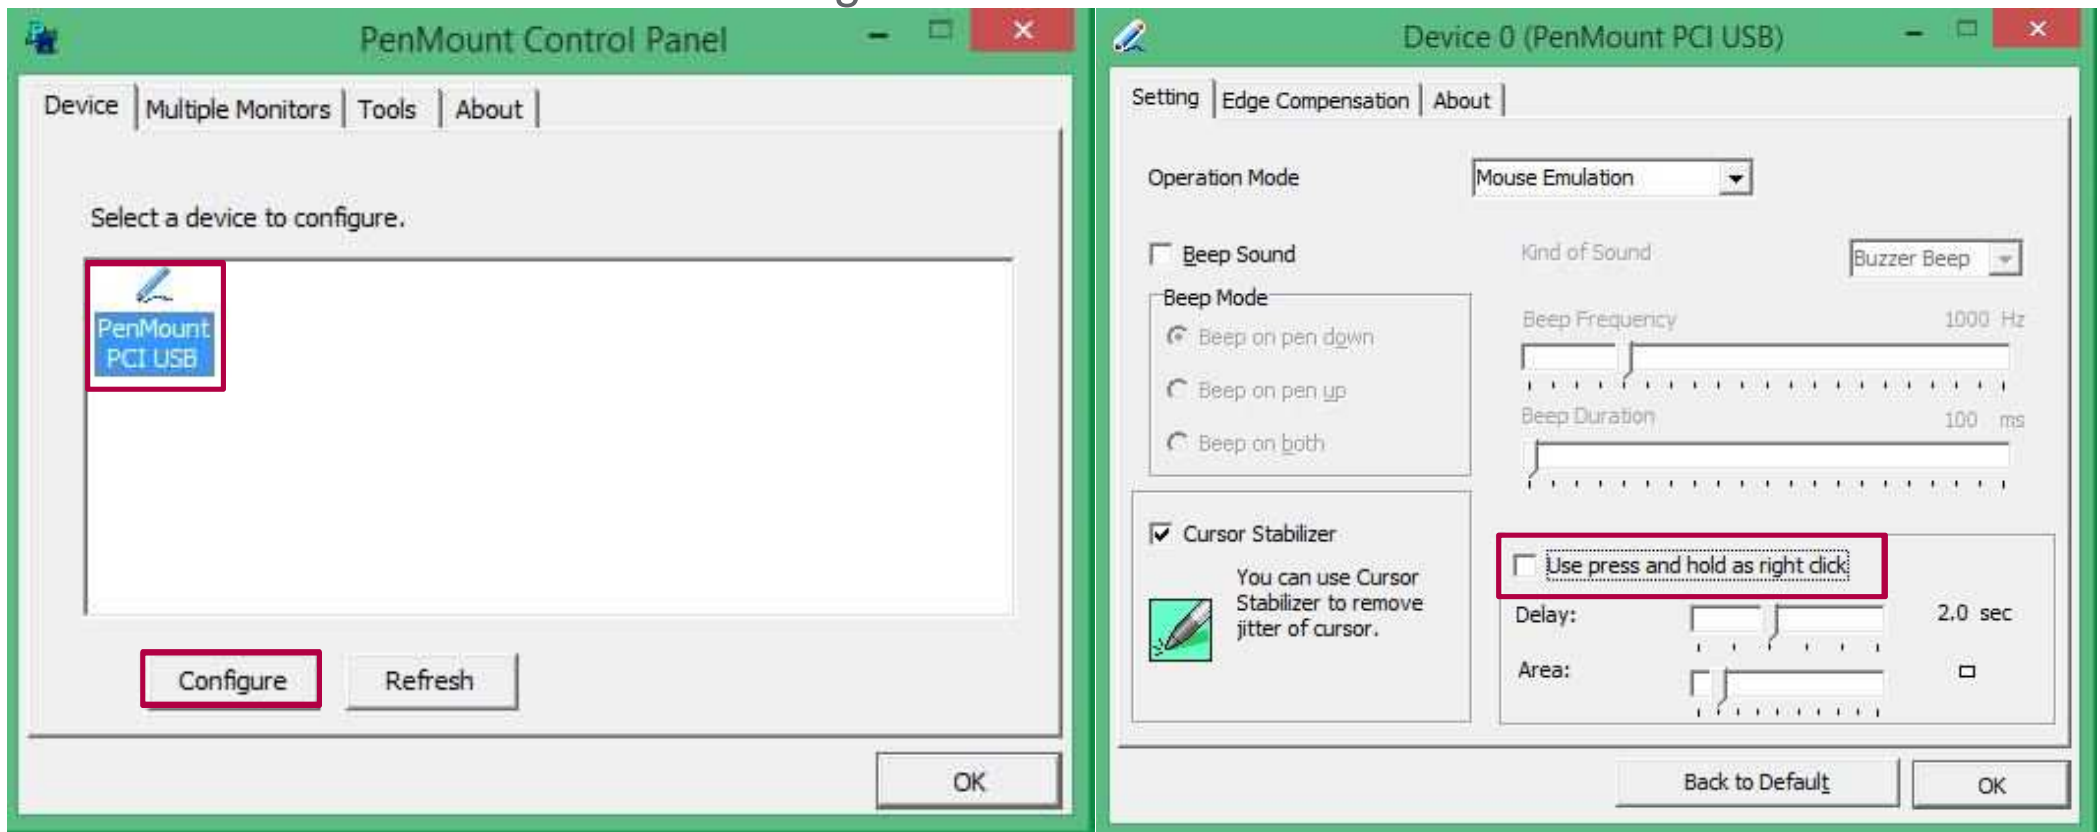 PenMount Control Panel
Device
Multiple Monitors
Tools
About
Select a device to configure.
PenMount
PCI USB
Configure
Refresh
OK
Device 0 (PenMount PCI USB)
Setting
Edge Compensation
About
Operation Mode
Mouse Emulation
Beep Sound
Kind of Sound
Buzzer Beep
Beep Mode
Beep on pen down
Beep on pen up
Beep on both
Beep Frequency
1000 Hz
Beep Duration
100 ms
Cursor Stabilizer
You can use Cursor
Stabilizer to remove
jitter of cursor.
Use press and hold as right click
Delay:
2.0 sec
Area:
Back to Default
OK